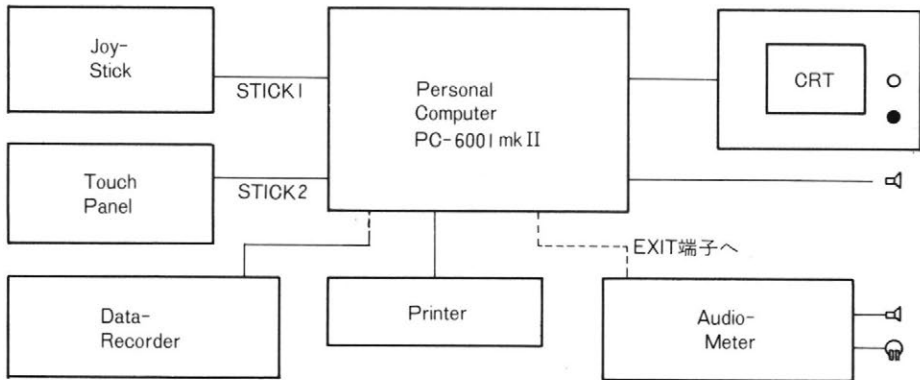 Joy-
Stick
STICK1
Personal
Computer
PC-6001 mkⅡ
CRT
Touch
Panel
STICK2
EXIT端子へ
Data-
Recorder
Printer
Audio-
Meter